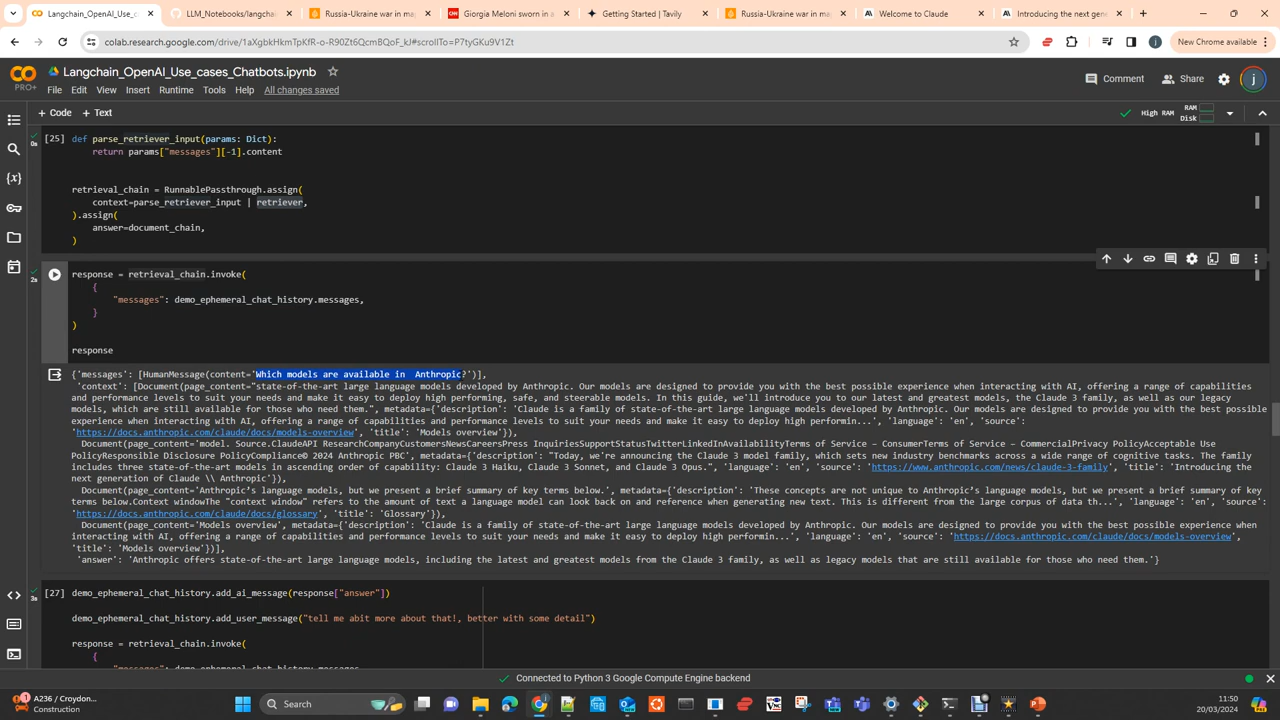 Langchain_OpenAI_Use_cases_Ch
LLM_Notebooks/langchai
Russia-Ukraine war in map
Giorgia Meloni sworn in a
Getting Started | Tavily
Russia-Ukraine war in map
Welcome to Claude
Introducing the next gene
colab.research.google.com/drive/1aXgbkHkmTpKfR-o-R90Zt6QcmBQoF_kJ#scrollTo=P7tyGKu9V1Zt
New Chrome available
CO
PRO+
Langchain_OpenAI_Use_cases_Chatbots.ipynb
File Edit View Insert Runtime Tools Help All changes saved
Comment
Share
j
+ Code + Text
High RAM
RAM
Disk
[25] def parse_retriever_input(params: Dict):
0s
return params["messages"][-1].content
retrieval_chain = RunnablePassthrough.assign(
context=parse_retriever_input | retriever,
).assign(
answer=document_chain,
)
2s
response = retrieval_chain.invoke(
{
"messages": demo_ephemeral_chat_history.messages,
}
)
response
{'messages': [HumanMessage(content='Which models are available in  Anthropic?')],
'context': [Document(page_content="state-of-the-art large language models developed by Anthropic. Our models are designed to provide you with the best possible experience when interacting with AI, offering a range of capabilities
and performance levels to suit your needs and make it easy to deploy high performing, safe, and steerable models. In this guide, we'll introduce you to our latest and greatest models, the Claude 3 family, as well as our legacy
models, which are still available for those who need them.", metadata={'description': 'Claude is a family of state-of-the-art large language models developed by Anthropic. Our models are designed to provide you with the best possible
experience when interacting with AI, offering a range of capabilities and performance levels to suit your needs and make it easy to deploy high performin...', 'language': 'en', 'source':
'https://docs.anthropic.com/claude/docs/models-overview', 'title': 'Models overview'}),
Document(page_content='model. SonnetHaiku SourceClaudeAPI ResearchCompanyCustomersNewsCareersPress InquiriesSupportStatusTwitterLinkedInAvailabilityTerms of Service – ConsumerTerms of Service – CommercialPrivacy PolicyAcceptable Use
PolicyResponsible Disclosure PolicyCompliance© 2024 Anthropic PBC', metadata={'description': "Today, we're announcing the Claude 3 model family, which sets new industry benchmarks across a wide range of cognitive tasks. The family
includes three state-of-the-art models in ascending order of capability: Claude 3 Haiku, Claude 3 Sonnet, and Claude 3 Opus.", 'language': 'en', 'source': 'https://www.anthropic.com/news/claude-3-family', 'title': 'Introducing the
next generation of Claude \\ Anthropic'}),
Document(page_content='Anthropic's language models, but we present a brief summary of key terms below.', metadata={'description': 'These concepts are not unique to Anthropic's language models, but we present a brief summary of key
terms below.Context windowThe "context window" refers to the amount of text a language model can look back on and reference when generating new text. This is different from the large corpus of data th...', 'language': 'en', 'source':
'https://docs.anthropic.com/claude/docs/glossary', 'title': 'Glossary'}),
Document(page_content='Models overview', metadata={'description': 'Claude is a family of state-of-the-art large language models developed by Anthropic. Our models are designed to provide you with the best possible experience when
interacting with AI, offering a range of capabilities and performance levels to suit your needs and make it easy to deploy high performin...', 'language': 'en', 'source': 'https://docs.anthropic.com/claude/docs/models-overview',
'title': 'Models overview'})],
'answer': 'Anthropic offers state-of-the-art large language models, including the latest and greatest models from the Claude 3 family, as well as legacy models that are still available for those who need them.'}
[27] demo_ephemeral_chat_history.add_ai_message(response["answer"])
3s
demo_ephemeral_chat_history.add_user_message("tell me abit more about that!, better with some detail")
response = retrieval_chain.invoke(
{
"messages": demo_ephemeral_chat_history.messages,
Connected to Python 3 Google Compute Engine backend
A236 / Croydon...
Construction
Search
11:50
20/03/2024